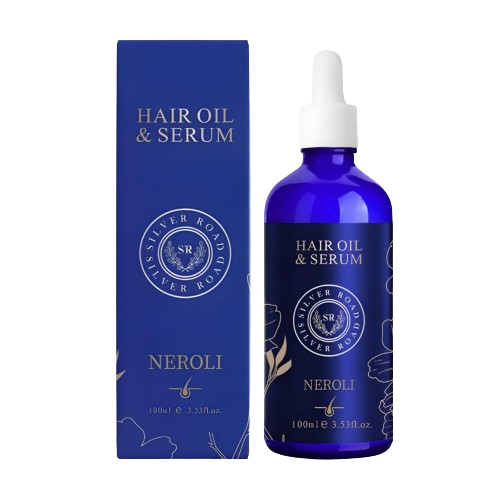 HAIR OIL
& SERUM
SILVER ROAD
SR
SILVER ROAD
NEROLI
100ml e 3.53fl.oz.
HAIR OIL
& SERUM
SILVER ROAD
SR
SILVER ROAD
NEROLI
100ml e 3.53fl.oz.